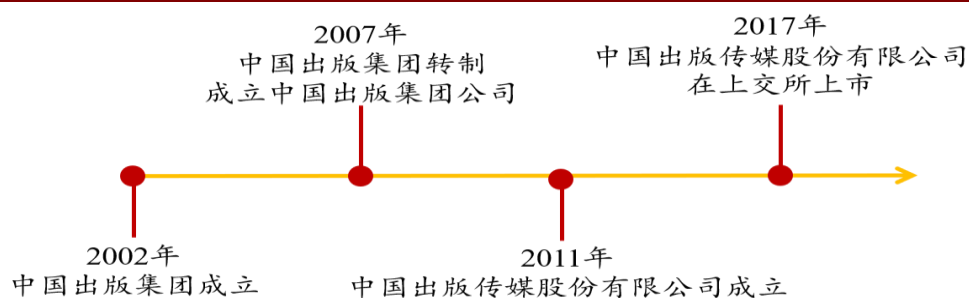 2007年
中国出版集团转制
成立中国出版集团公司
2017年
中国出版传媒股份有限公司
在上交所上市
2002年
中国出版集团成立
2011年
中国出版传媒股份有限公司成立